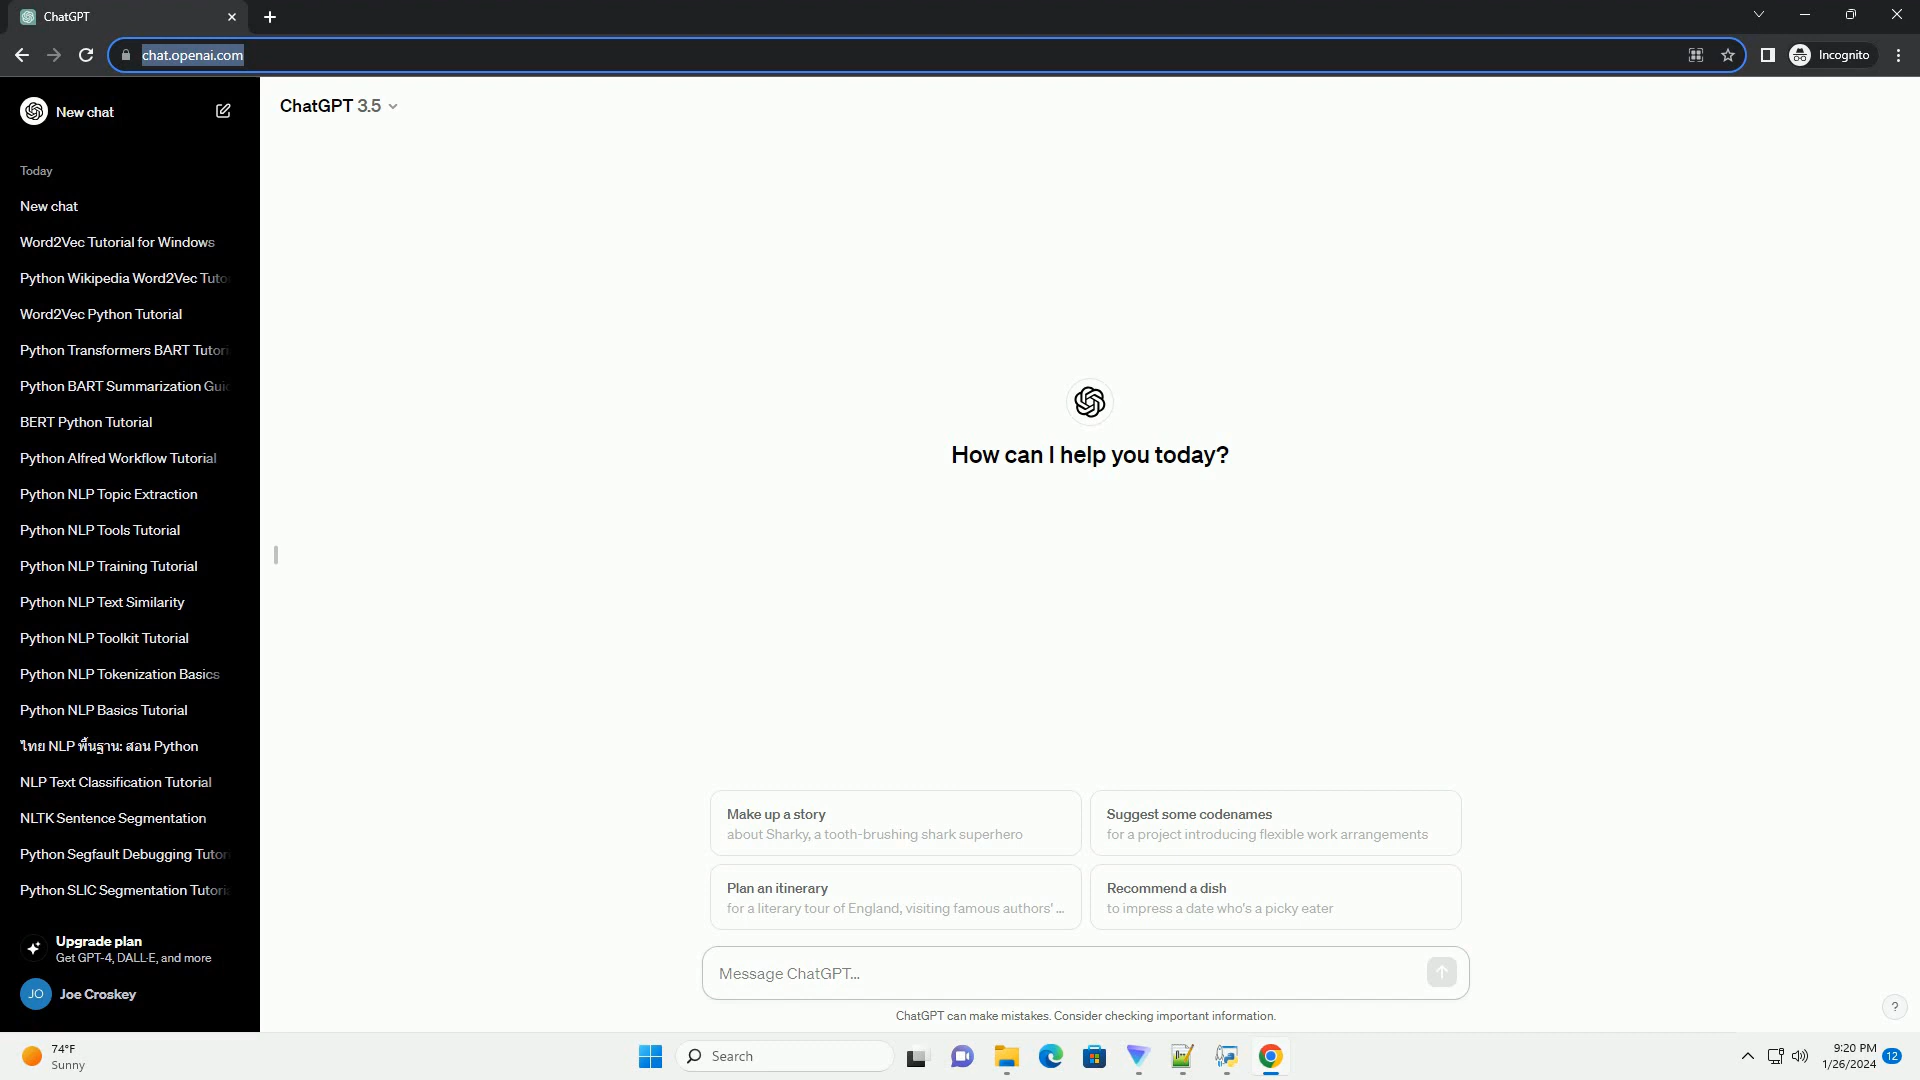 ChatGPT
chat.openai.com
Incognito
New chat
ChatGPT 3.5
Today
New chat
Word2Vec Tutorial for Windows
Python Wikipedia Word2Vec Tuto
Word2Vec Python Tutorial
Python Transformers BART Tutori
Python BART Summarization Gui
BERT Python Tutorial
Python Alfred Workflow Tutorial
Python NLP Topic Extraction
Python NLP Tools Tutorial
Python NLP Training Tutorial
Python NLP Text Similarity
Python NLP Toolkit Tutorial
Python NLP Tokenization Basics
Python NLP Basics Tutorial
ไทย NLP พื้นฐาน: สอน Python
NLP Text Classification Tutorial
NLTK Sentence Segmentation
Python Segfault Debugging Tutor
Python SLIC Segmentation Tutori
Upgrade plan
Get GPT-4, DALL·E, and more
JO
Joe Croskey
How can I help you today?
Make up a story
about Sharky, a tooth-brushing shark superhero
Suggest some codenames
for a project introducing flexible work arrangements
Plan an itinerary
for a literary tour of England, visiting famous authors' ...
Recommend a dish
to impress a date who's a picky eater
Message ChatGPT...
ChatGPT can make mistakes. Consider checking important information.
?
74°F
Sunny
Search
9:20 PM
1/26/2024
12